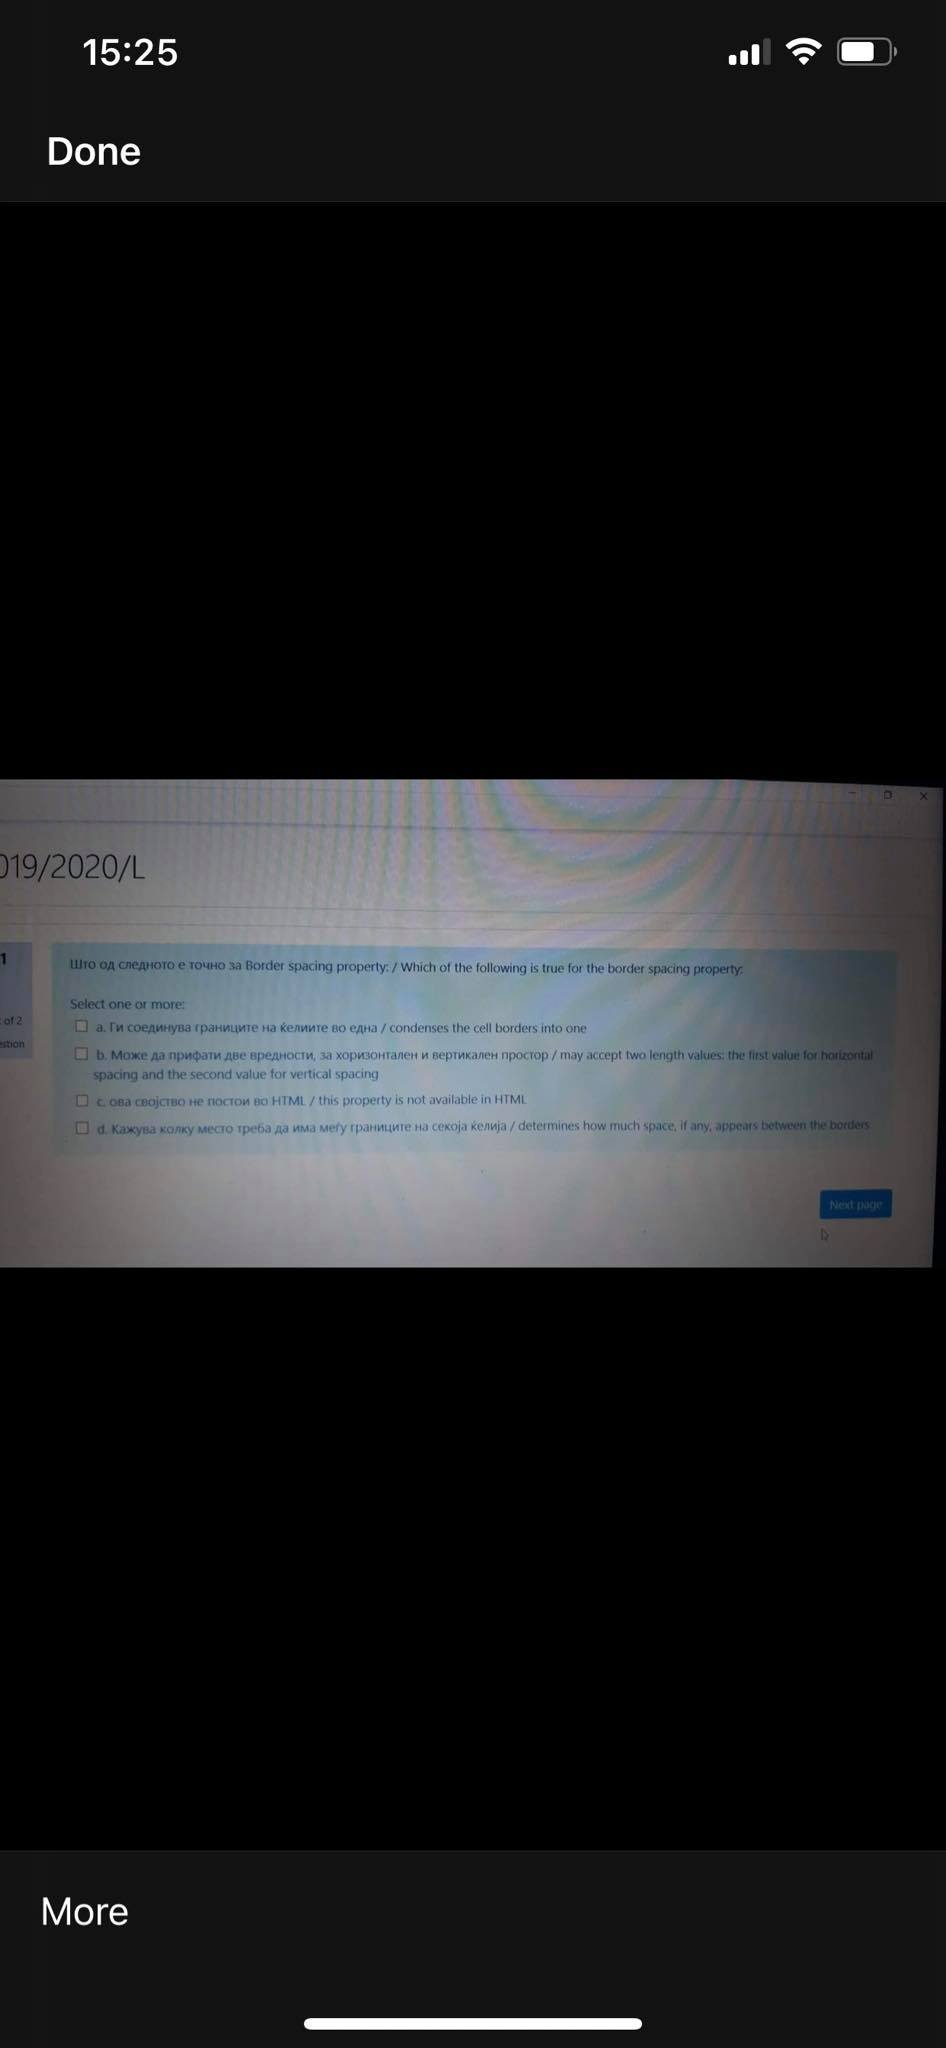 15:25
Done
019/2020/L
1
of 2
estion
Што од следното е точно за Border spacing property: / Which of the following is true for the border spacing property:
Select one or more:
a. Ги соединува границите на ќелиите во една / condenses the cell borders into one
b. Може да прифати две вредности, за хоризонтален и вертикален простор / may accept two length values: the first value for horizontal
spacing and the second value for vertical spacing
c. ова својство не постои во HTML / this property is not available in HTML
d. Кажува колку место треба да има меѓу границите на секоја ќелија / determines how much space, if any, appears between the borders
Next page
More